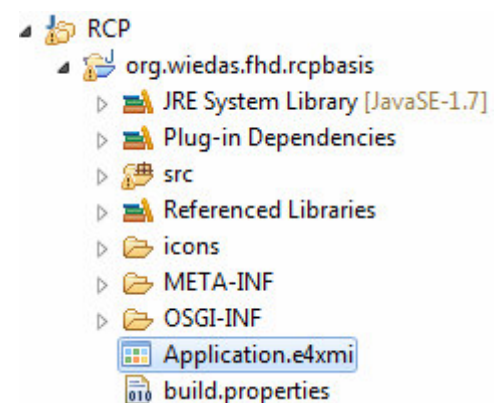 RCP
org.wiedas.fhd.rcpbasis
JRE System Library [JavaSE-1.7]
Plug-in Dependencies
src
Referenced Libraries
icons
META-INF
OSGI-INF
Application.e4xmi
010
build.properties